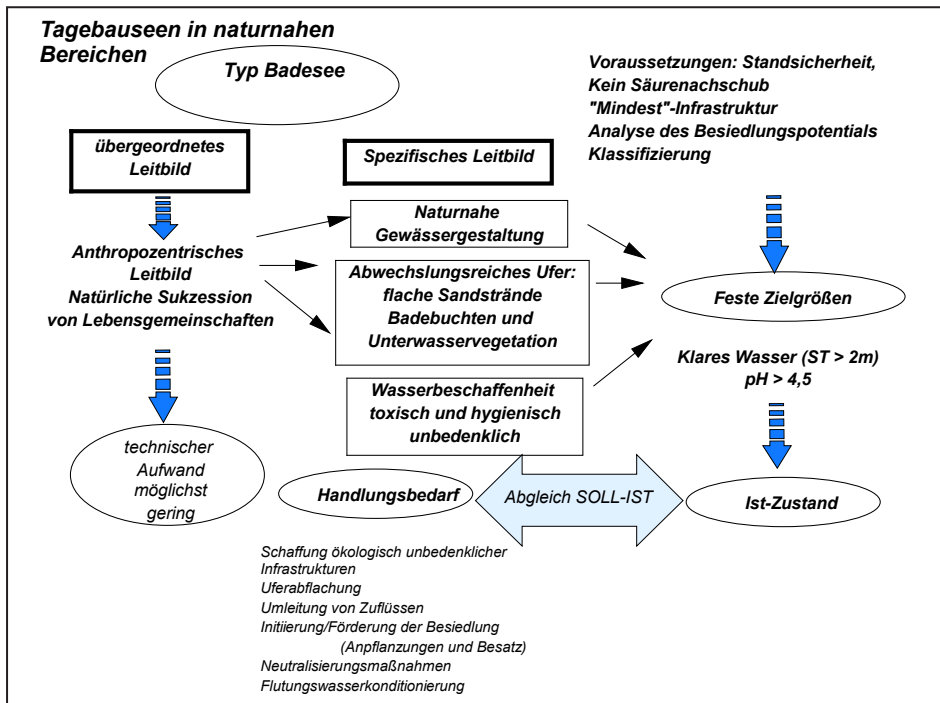 Tagebauseen in naturnahen
Bereichen
Typ Badesee
Voraussetzungen: Standsicherheit,
Kein Säurenachschub
"Mindest"-Infrastruktur
Analyse des Besiedlungspotentials
Klassifizierung
übergeordnetes
Leitbild
Spezifisches Leitbild
Anthropozentrisches
Leitbild
Natürliche Sukzession
von Lebensgemeinschaften
Naturnahe
Gewässergestaltung
Abwechslungsreiches Ufer:
flache Sandstrände
Badebuchten und
Unterwasservegetation
Wasserbeschaffenheit
toxisch und hygienisch
unbedenklich
Feste Zielgrößen
Klares Wasser (ST > 2m)
pH > 4,5
technischer
Aufwand
möglichst
gering
Handlungsbedarf
Abgleich SOLL-IST
Ist-Zustand
Schaffung ökologisch unbedenklicher
Infrastrukturen
Uferabflachung
Umleitung von Zuflüssen
Initiierung/Förderung der Besiedlung
(Anpflanzungen und Besatz)
Neutralisierungsmaßnahmen
Flutungswasserkonditionierung